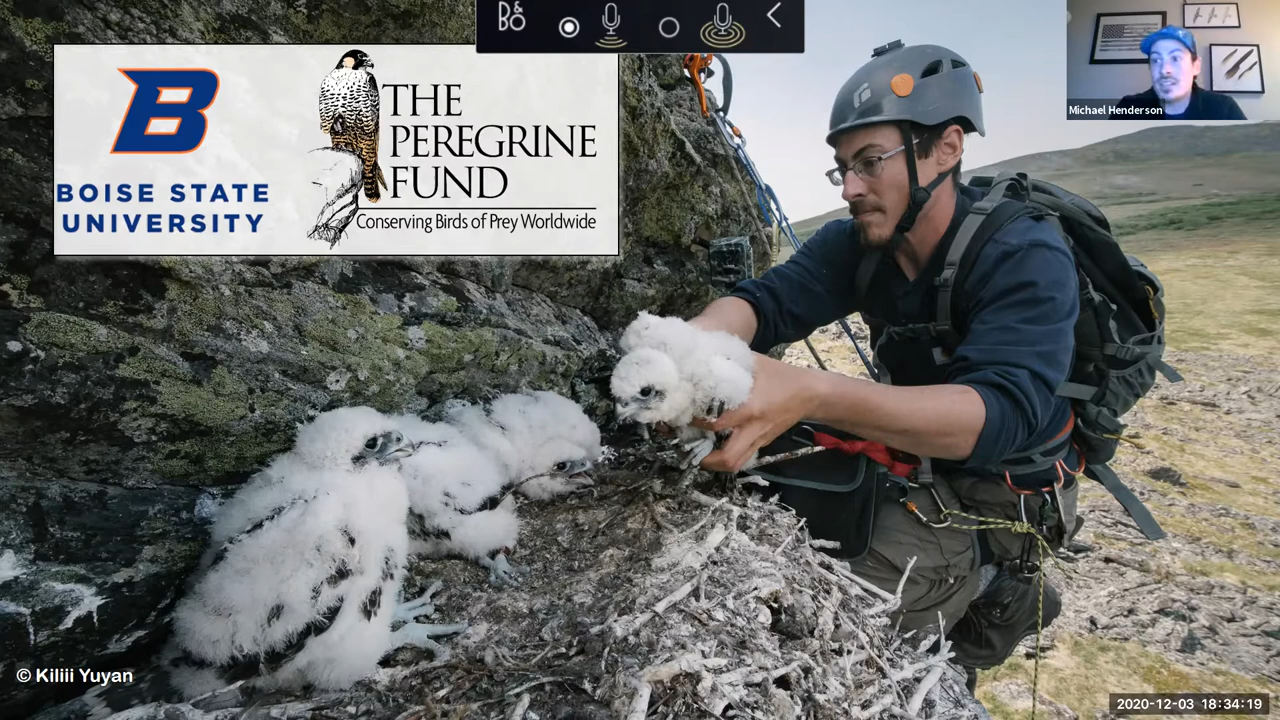 B&O
B
BOISE STATE
UNIVERSITY
THE
PEREGRINE
FUND
Conserving Birds of Prey Worldwide
Michael Henderson
© Kiliii Yuyan
2020-12-03 18:34:19